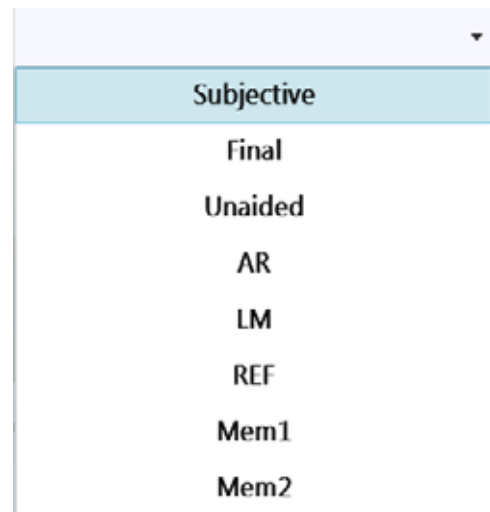 Subjective
Final
Unaided
AR
LM
REF
Mem1
Mem2